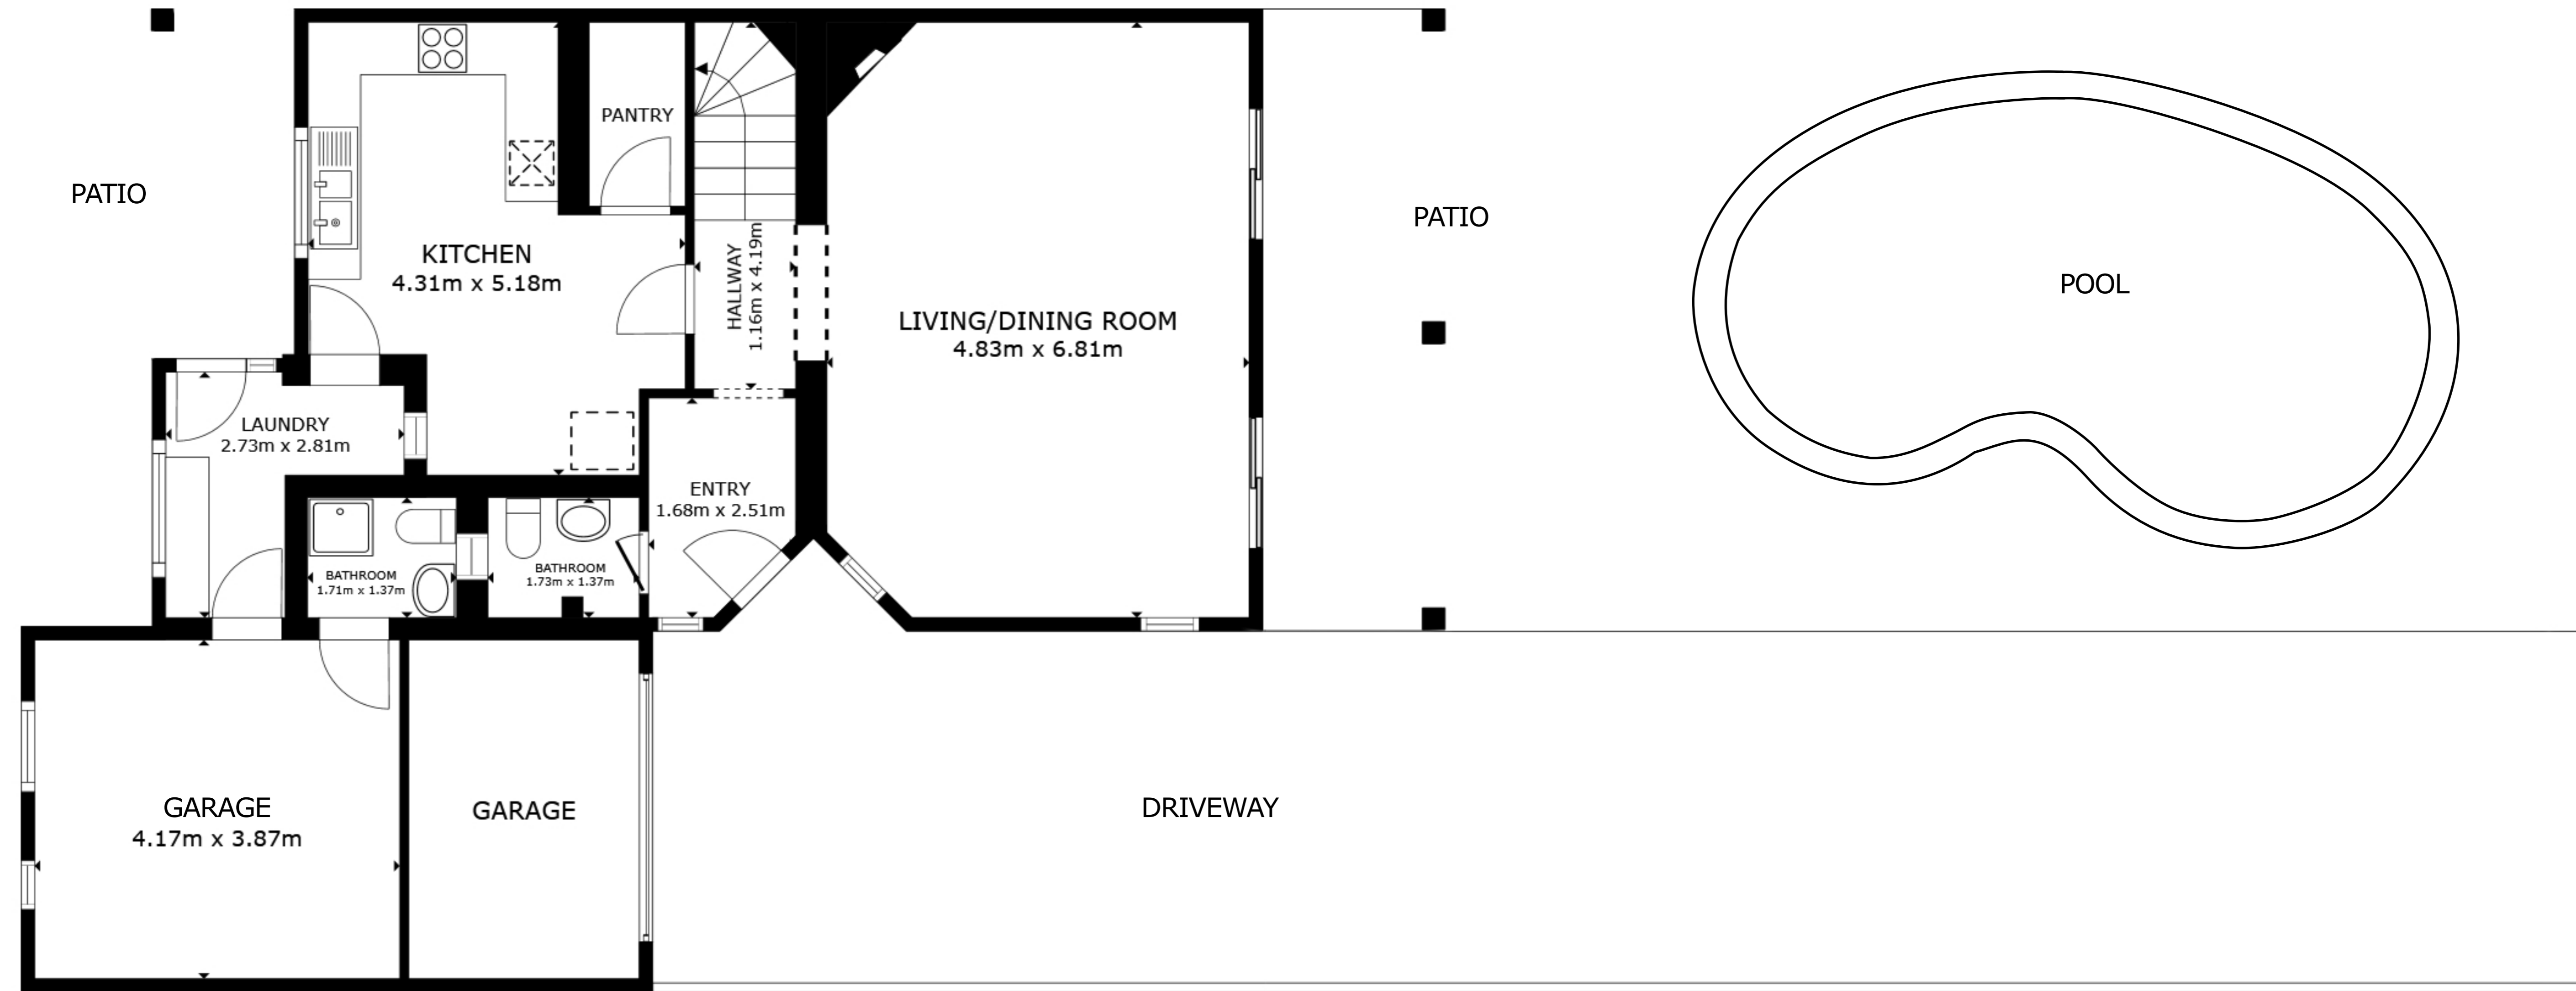 PANTRY
PATIO
PATIO
KITCHEN
4.31m x 5.18m
HALLWAY
1.16m x 4.19m
POOL
LIVING/DINING ROOM
4.83m x 6.81m
LAUNDRY
2.73m x 2.81m
ENTRY
1.68m x 2.51m
BATHROOM
1.71m x 1.37m
BATHROOM
1.73m x 1.37m
GARAGE
4.17m x 3.87m
GARAGE
DRIVEWAY